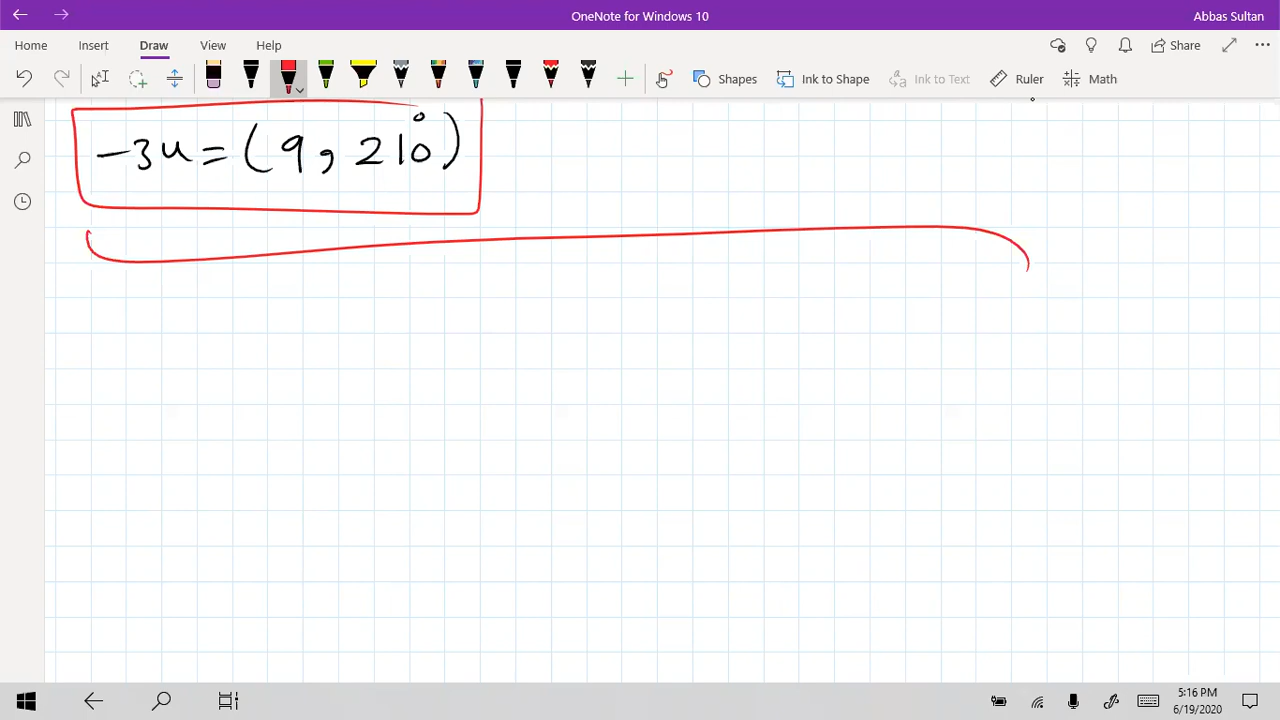 OneNote for Windows 10
Abbas Sultan
Home Insert Draw View Help
Share
Shapes Ink to Shape Ink to Text Ruler Math
-3u = (9, 210°)
5:16 PM
6/19/2020